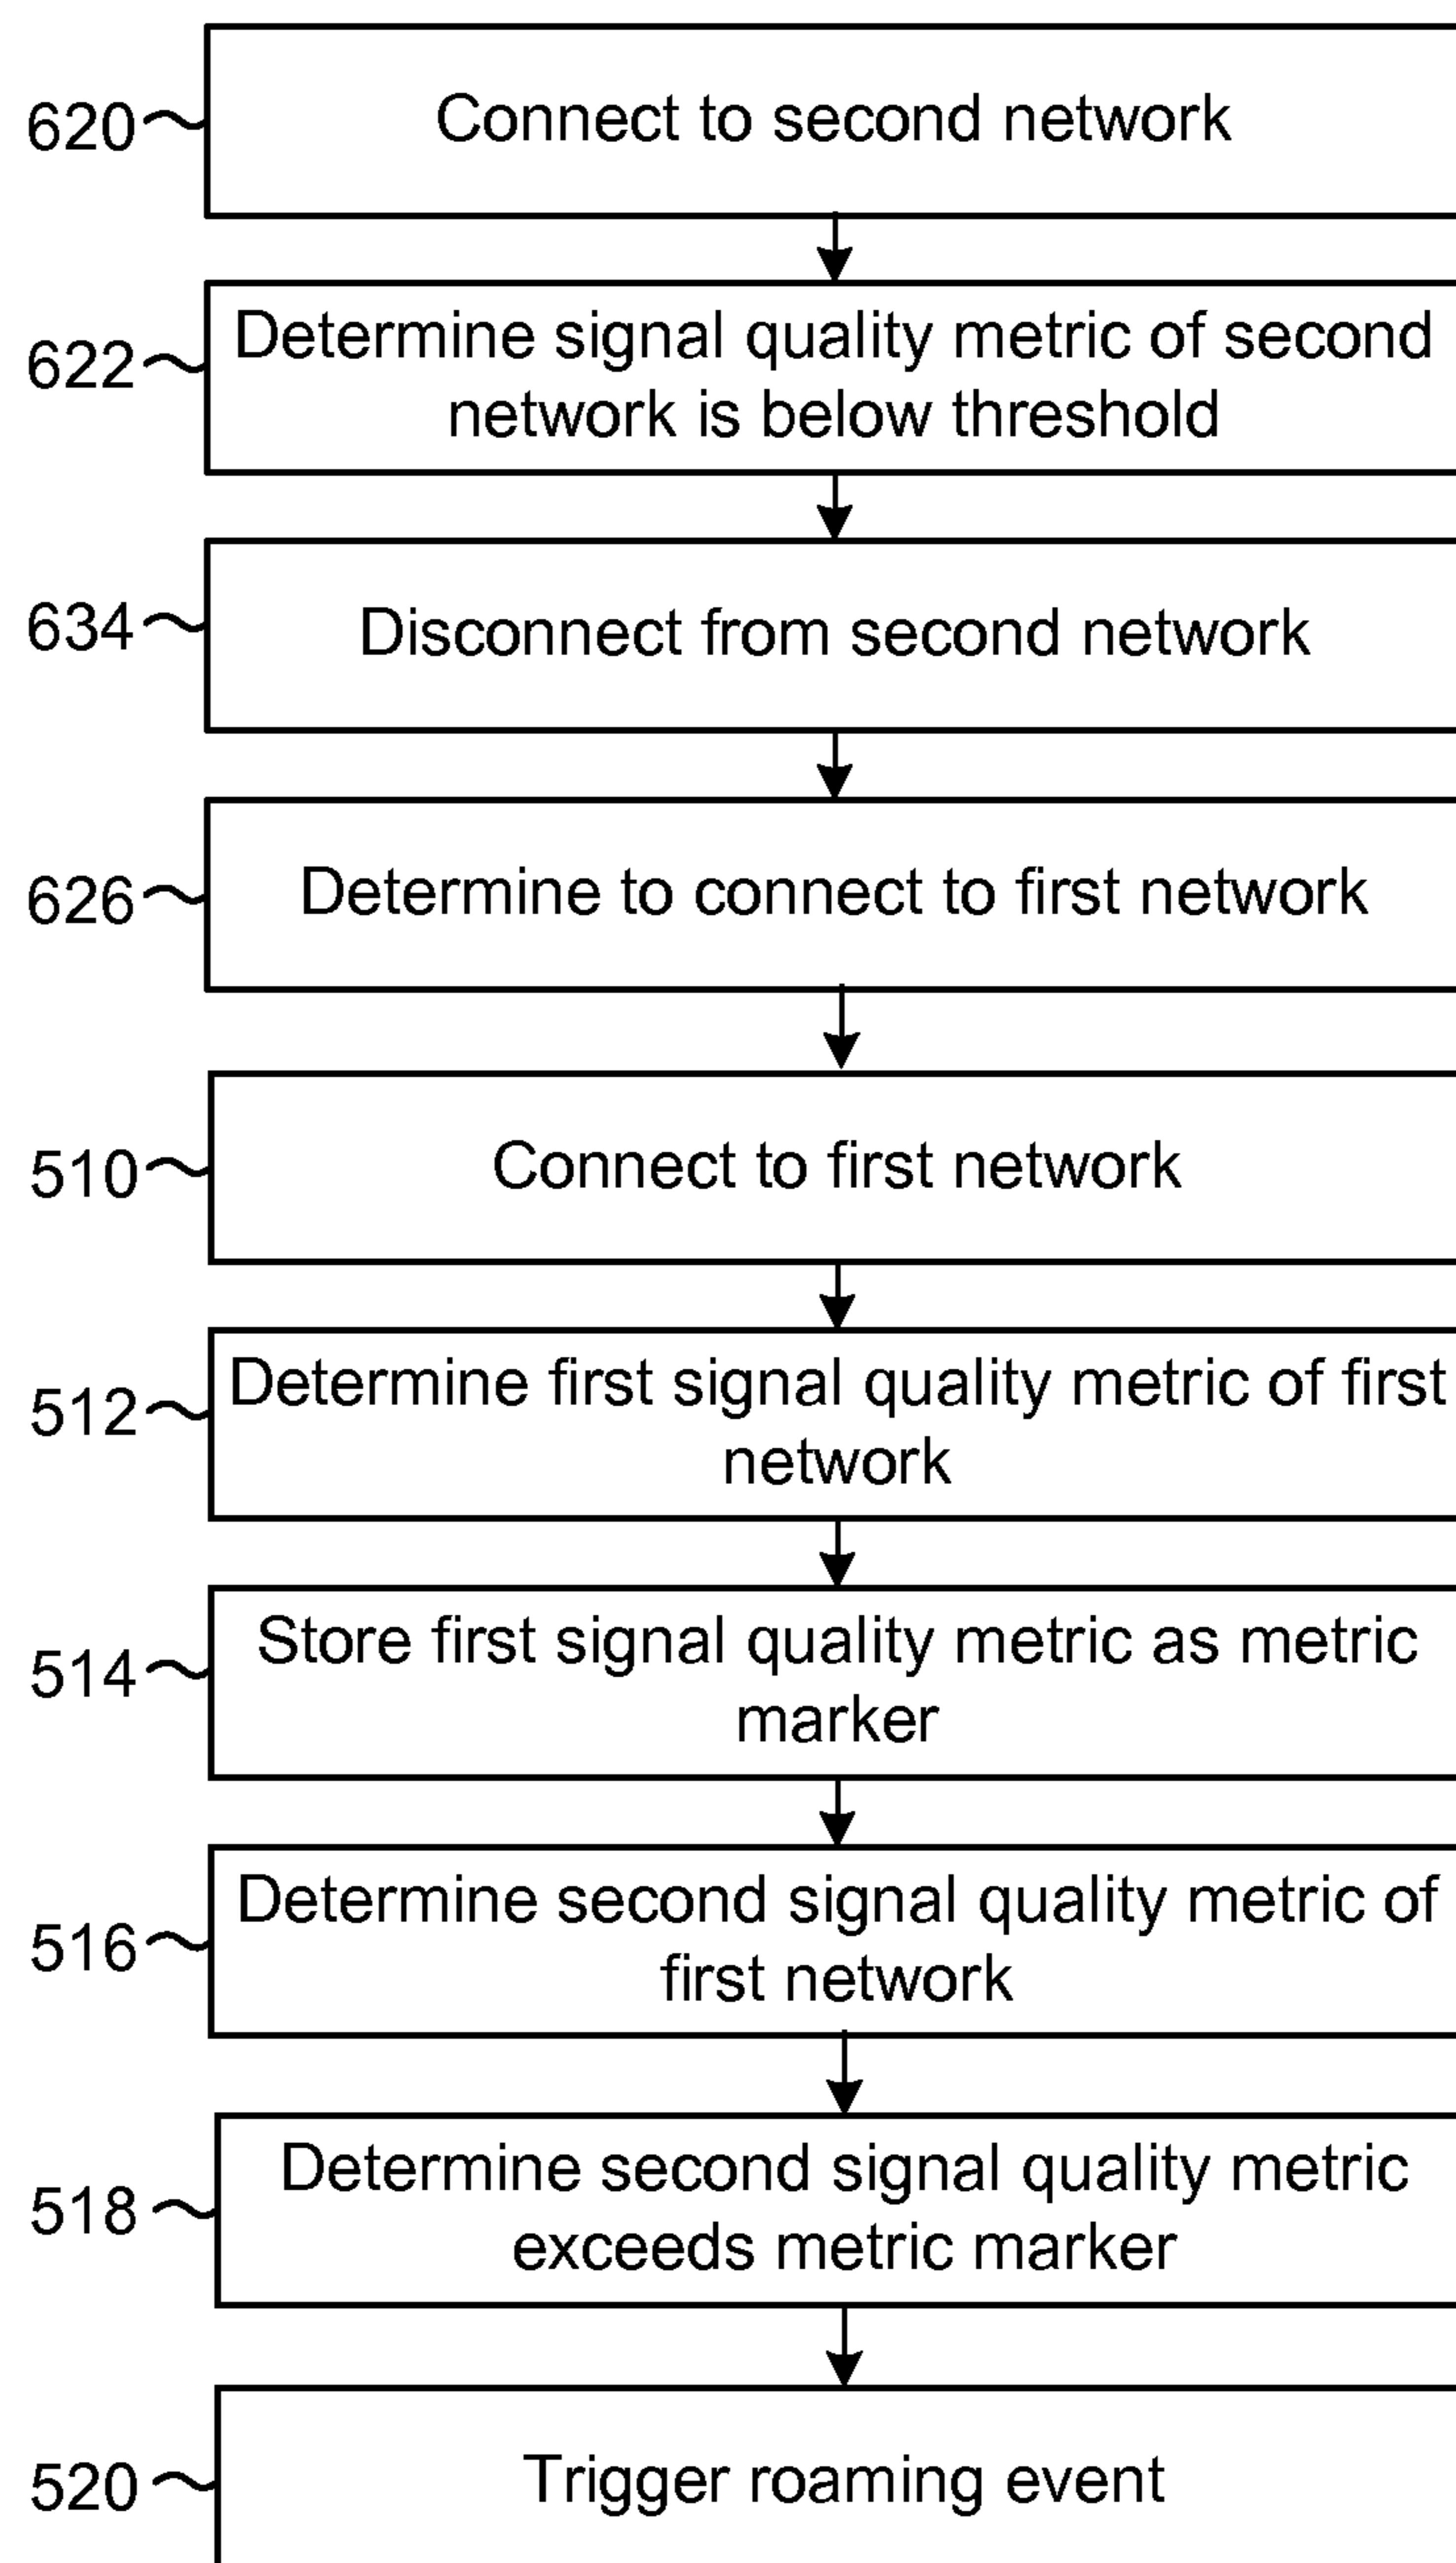 620
Connect to second network
622
Determine signal quality metric of second
network is below threshold
634
Disconnect from second network
626
Determine to connect to first network
510
Connect to first network
512
Determine first signal quality metric of first
network
514
Store first signal quality metric as metric
marker
516
Determine second signal quality metric of
first network
518
Determine second signal quality metric
exceeds metric marker
520
Trigger roaming event